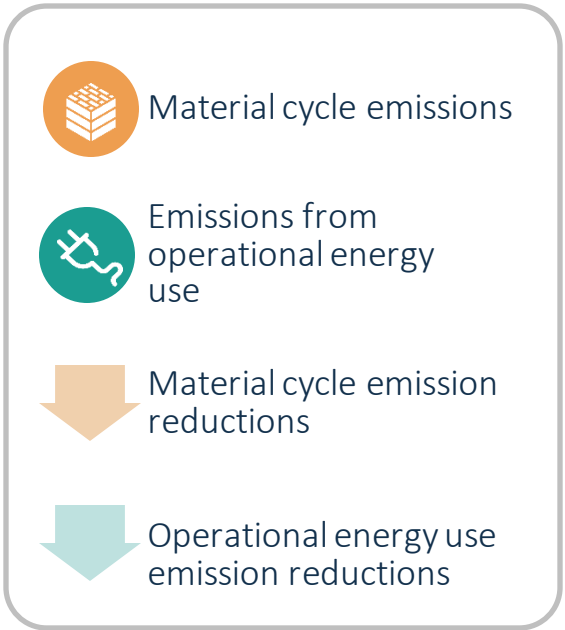 Material cycle emissions
Emissions from
operational energy
use
Material cycle emission
reductions
Operational energy use
emission reductions